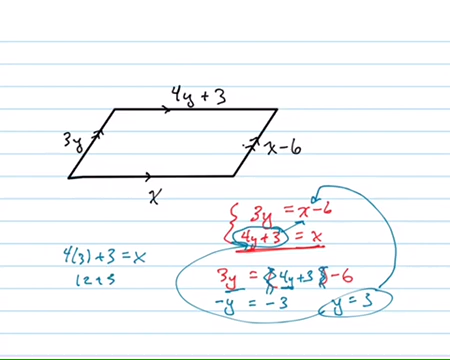 4y + 3
3y
x - 6
x
3y = x - 6
4y + 3 = x
4(3) + 3 = x
12 + 3
3y = (4y + 3) - 6
-y = -3
y = 3